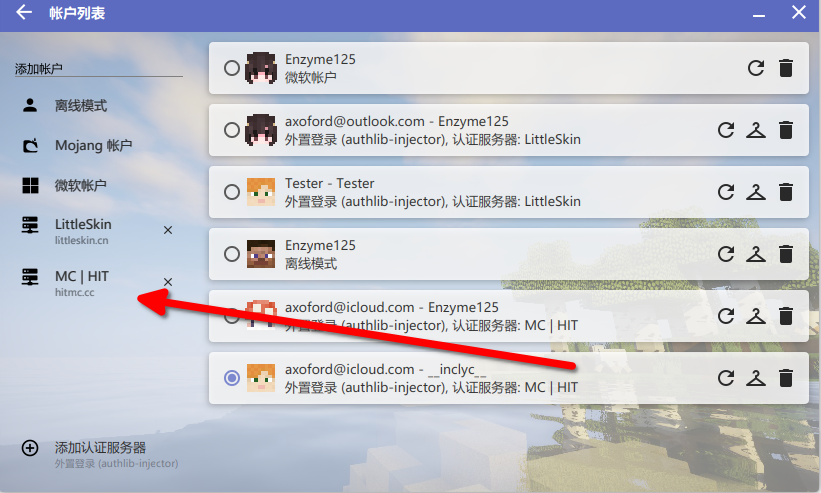 帐户列表
添加帐户
离线模式
Mojang 帐户
微软帐户
LittleSkin
littleskin.cn
MC | HIT
hitmc.cc
添加认证服务器
外置登录 (authlib-injector)
Enzyme125
微软帐户
axoford@outlook.com - Enzyme125
外置登录 (authlib-injector), 认证服务器: LittleSkin
Tester - Tester
外置登录 (authlib-injector), 认证服务器: LittleSkin
Enzyme125
离线模式
axoford@icloud.com - Enzyme125
外置登录 (authlib-injector), 认证服务器: MC | HIT
axoford@icloud.com - __inclyc__
外置登录 (authlib-injector), 认证服务器: MC | HIT